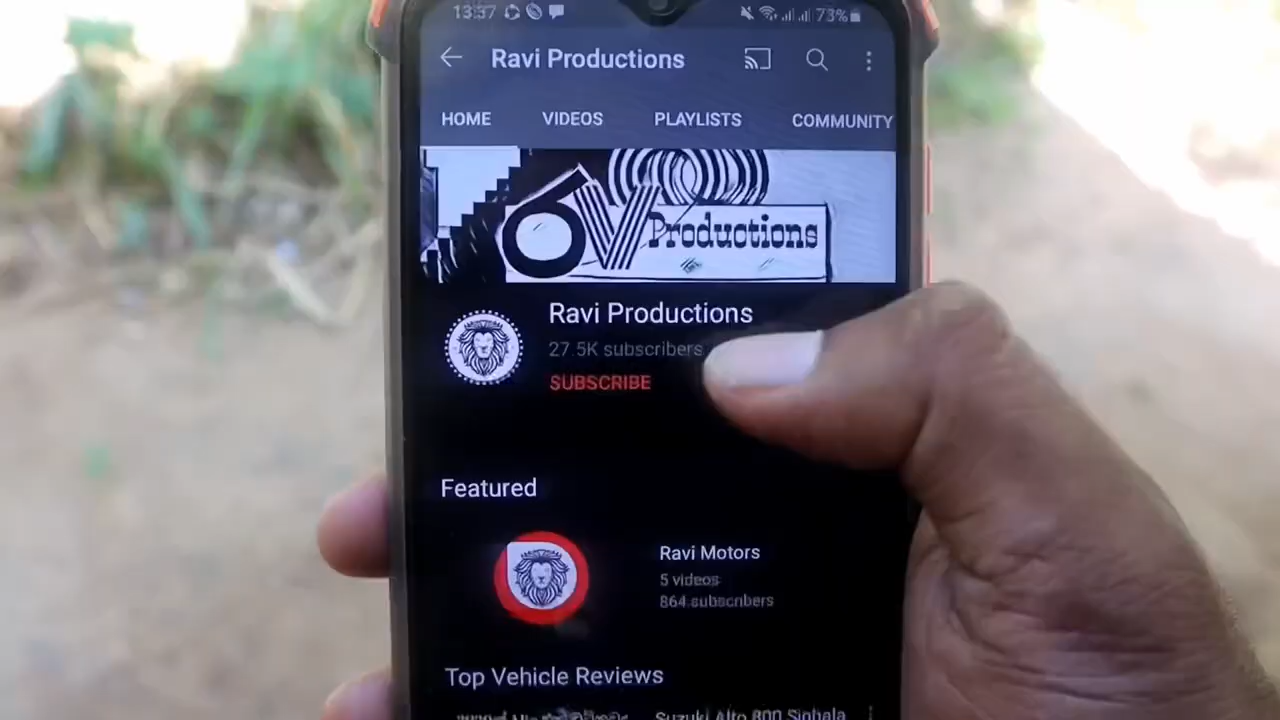 13:37 73%
Ravi Productions
HOME VIDEOS PLAYLISTS COMMUNITY
Productions
Ravi Productions
27.5K subscribers
SUBSCRIBE
Featured
Ravi Motors
5 videos
864 subscribers
Top Vehicle Reviews
Suzuki Alto 800 Sinhala